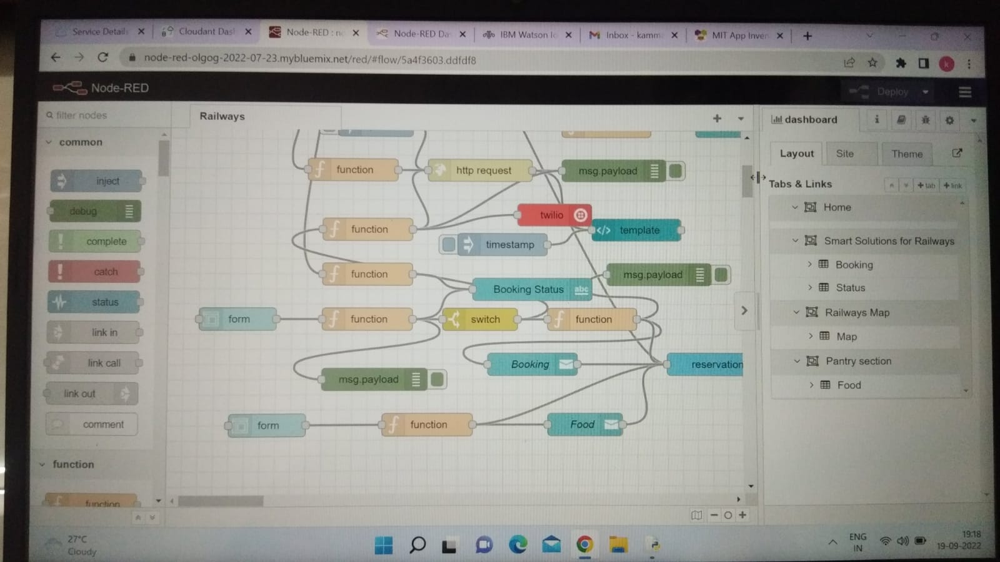 Service Details
Cloudant Dash
Node-RED : no
Node-RED Da
IBM Watson Io
Inbox - kamm
MIT App Inven
node-red-olgog-2022-07-23.mybluemix.net/red/#flow/5a4f3603.ddfdf8
k
Node-RED
Deploy
filter nodes
Railways
dashboard
common
Layout
Site
Theme
function
http request
msg.payload
inject
Tabs & Links
tab
link
debug
twilio
Home
function
template
complete
timestamp
Smart Solutions for Railways
catch
function
msg.payload
Booking
Booking Status
abc
Status
status
form
function
switch
function
Railways Map
link in
Map
link call
Booking
reservation
Pantry section
link out
msg.payload
Food
comment
form
function
Food
function
function
27°C
Cloudy
ENG
IN
19:18
19-09-2022